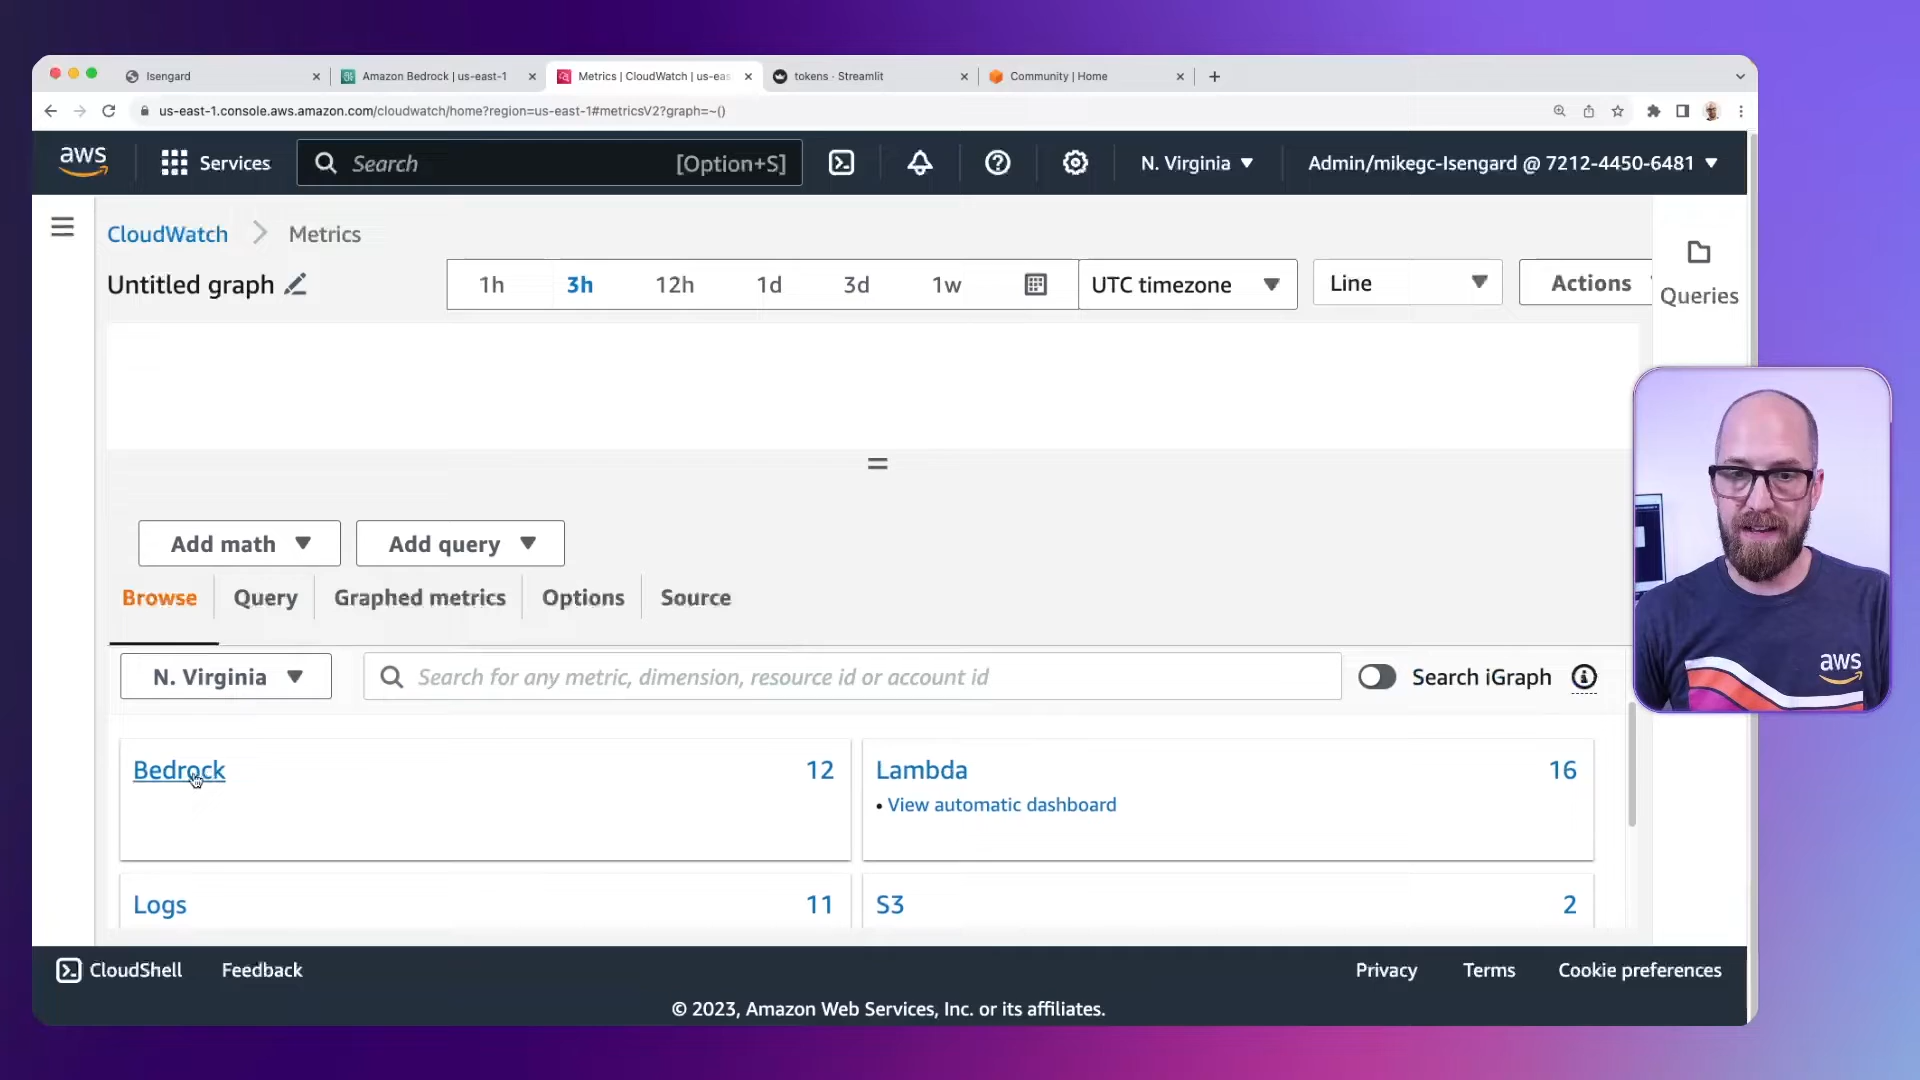 Isengard
Amazon Bedrock | us-east-1
Metrics | CloudWatch | us-eas
tokens · Streamlit
Community | Home
us-east-1.console.aws.amazon.com/cloudwatch/home?region=us-east-1#metricsV2?graph=~()
aws
Services
Search
[Option+S]
N. Virginia
Admin/mikegc-Isengard @ 7212-4450-6481
CloudWatch
Metrics
Untitled graph
1h
3h
12h
1d
3d
1w
UTC timezone
Line
Actions
Queries
Add math
Add query
Browse
Query
Graphed metrics
Options
Source
N. Virginia
Search for any metric, dimension, resource id or account id
Search iGraph
Bedrock
12
Lambda
16
• View automatic dashboard
Logs
11
S3
2
aws
CloudShell
Feedback
Privacy
Terms
Cookie preferences
© 2023, Amazon Web Services, Inc. or its affiliates.